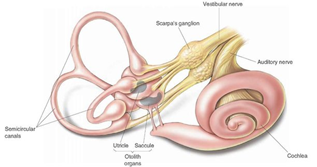 Vestibular nerve
Scarpa's ganglion
Auditory nerve
Semicircular
canals
Utricle
Saccule
Otolith
organs
Cochlea